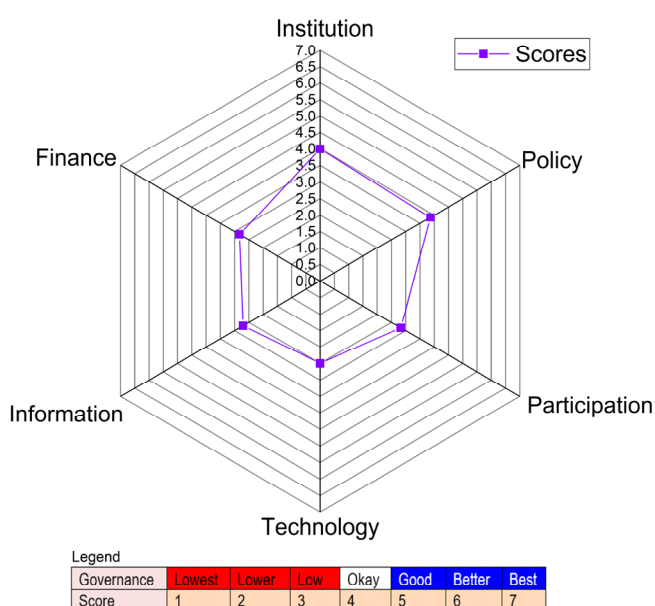 Institution
Scores
7.0
6.5
6.0
5.5
5.0
4.5
4.0
3.5
3.0
2.5
2.0
1.5
1.0
0.5
0.0
Finance
Policy
Information
Participation
Technology
Legend
Governance Lowest Lower Low Okay Good Better Best
Score 1 2 3 4 5 6 7